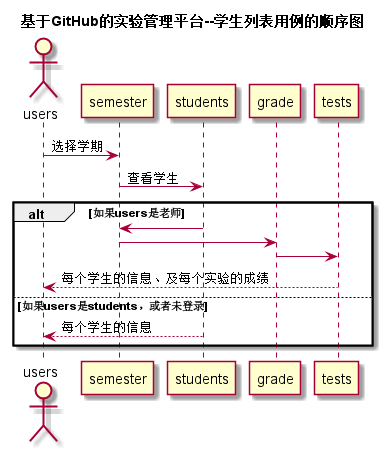 基于GitHub的实验管理平台--学生列表用例的顺序图
users
semester students grade tests
选择学期
查看学生
alt [如果users是老师]
每个学生的信息、及每个实验的成绩
[如果users是students，或者未登录]
每个学生的信息
users
semester students grade tests